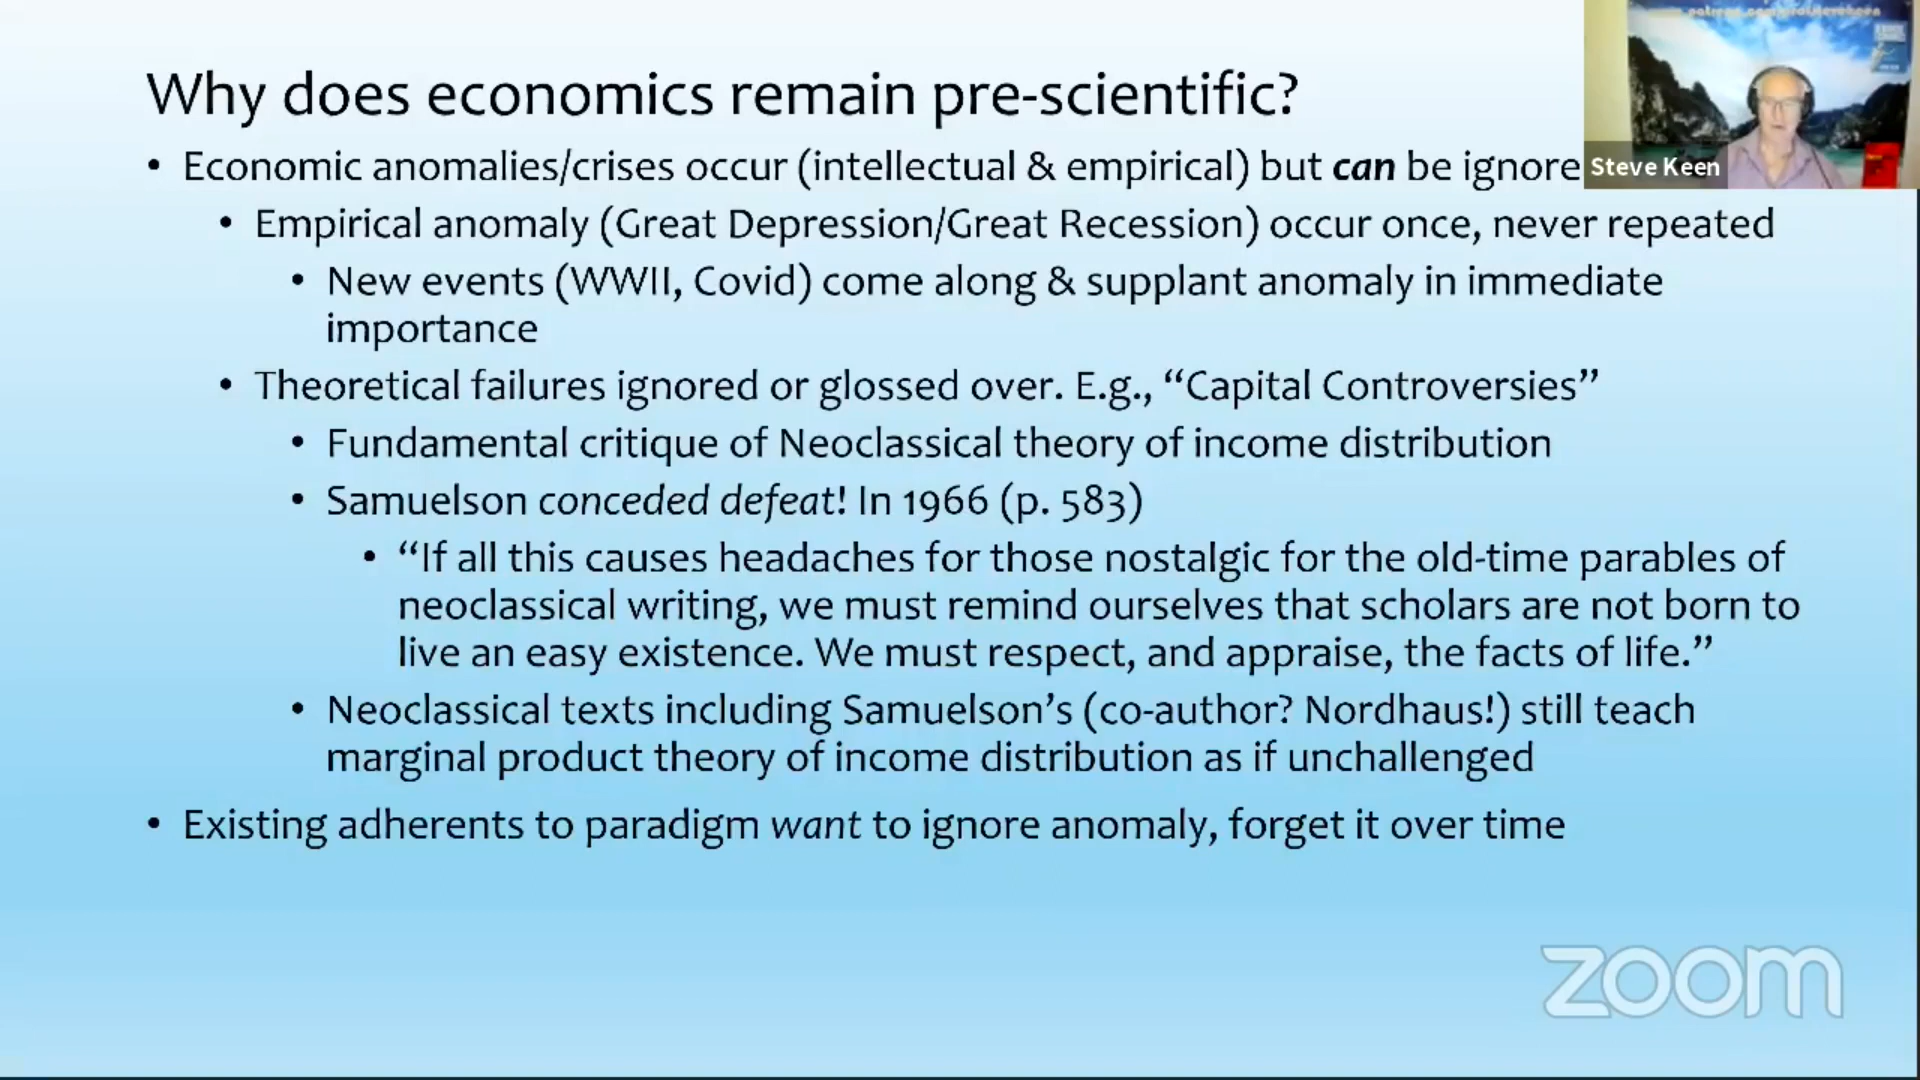 Why does economics remain pre-scientific?
• Economic anomalies/crises occur (intellectual & empirical) but can be ignore
Steve Keen
• Empirical anomaly (Great Depression/Great Recession) occur once, never repeated
• New events (WWII, Covid) come along & supplant anomaly in immediate
importance
• Theoretical failures ignored or glossed over. E.g., “Capital Controversies”
• Fundamental critique of Neoclassical theory of income distribution
• Samuelson conceded defeat! In 1966 (p. 583)
• “If all this causes headaches for those nostalgic for the old-time parables of
neoclassical writing, we must remind ourselves that scholars are not born to
live an easy existence. We must respect, and appraise, the facts of life.”
• Neoclassical texts including Samuelson’s (co-author? Nordhaus!) still teach
marginal product theory of income distribution as if unchallenged
• Existing adherents to paradigm want to ignore anomaly, forget it over time
zoom